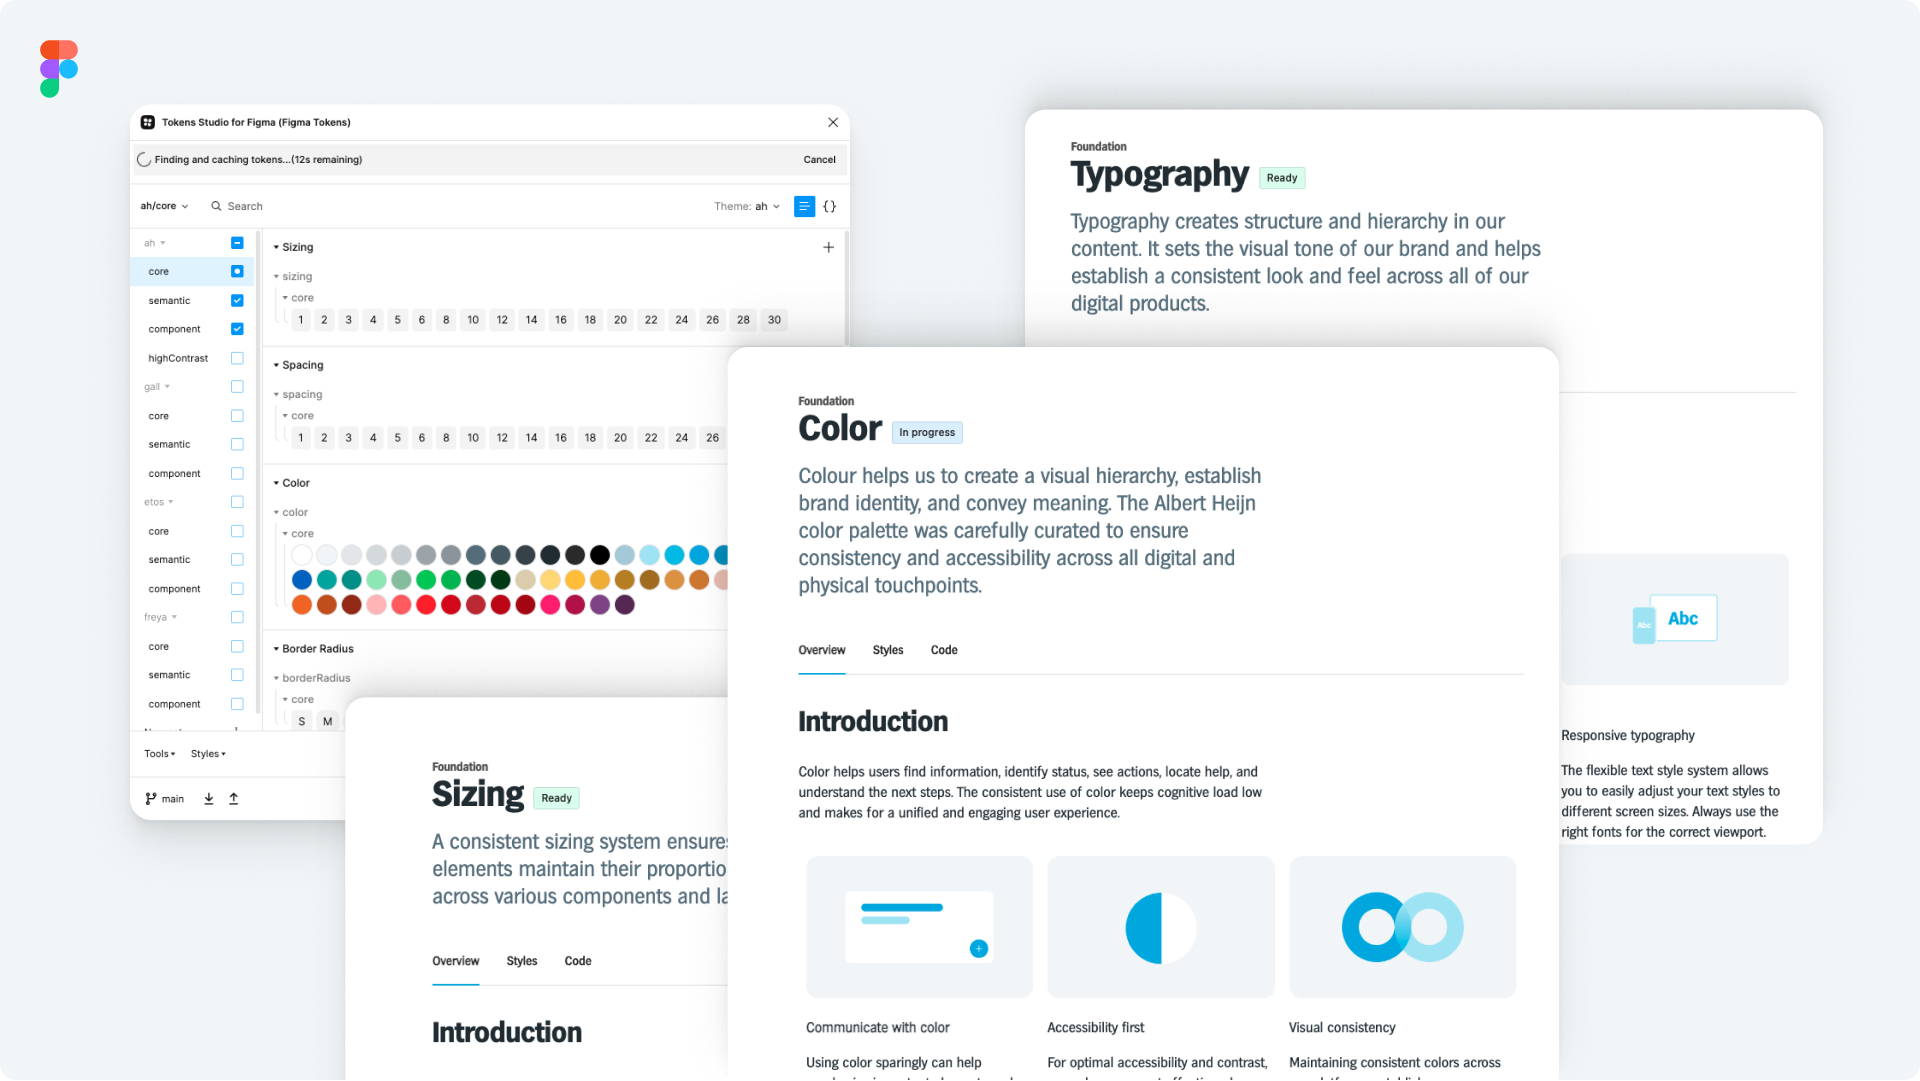 Tokens Studio for Figma (Figma Tokens)
Finding and caching tokens...(12s remaining)
Cancel
ah/core
Search
Theme: ah
{}
ah
core
semantic
component
highContrast
gall
core
semantic
component
etos
core
semantic
component
freya
core
semantic
component
Sizing
sizing
core
1 2 3 4 5 6 8 10 12 14 16 18 20 22 24 26 28 30
Spacing
spacing
core
1 2 3 4 5 6 8 10 12 14 16 18 20 22 24 26
Color
color
core
Border Radius
borderRadius
core
S M
Tools
Styles
main
Foundation
Sizing
Ready
A consistent sizing system ensures
elements maintain their proportio
across various components and la
Overview
Styles
Code
Introduction
Foundation
Color
In progress
Colour helps us to create a visual hierarchy, establish
brand identity, and convey meaning. The Albert Heijn
color palette was carefully curated to ensure
consistency and accessibility across all digital and
physical touchpoints.
Overview
Styles
Code
Introduction
Color helps users find information, identify status, see actions, locate help, and
understand the next steps. The consistent use of color keeps cognitive load low
and makes for a unified and engaging user experience.
Communicate with color
Using color sparingly can help
Accessibility first
For optimal accessibility and contrast,
Visual consistency
Maintaining consistent colors across
Foundation
Typography
Ready
Typography creates structure and hierarchy in our
content. It sets the visual tone of our brand and helps
establish a consistent look and feel across all of our
digital products.
Abc
Abc
Responsive typography
The flexible text style system allows
you to easily adjust your text styles to
different screen sizes. Always use the
right fonts for the correct viewport.